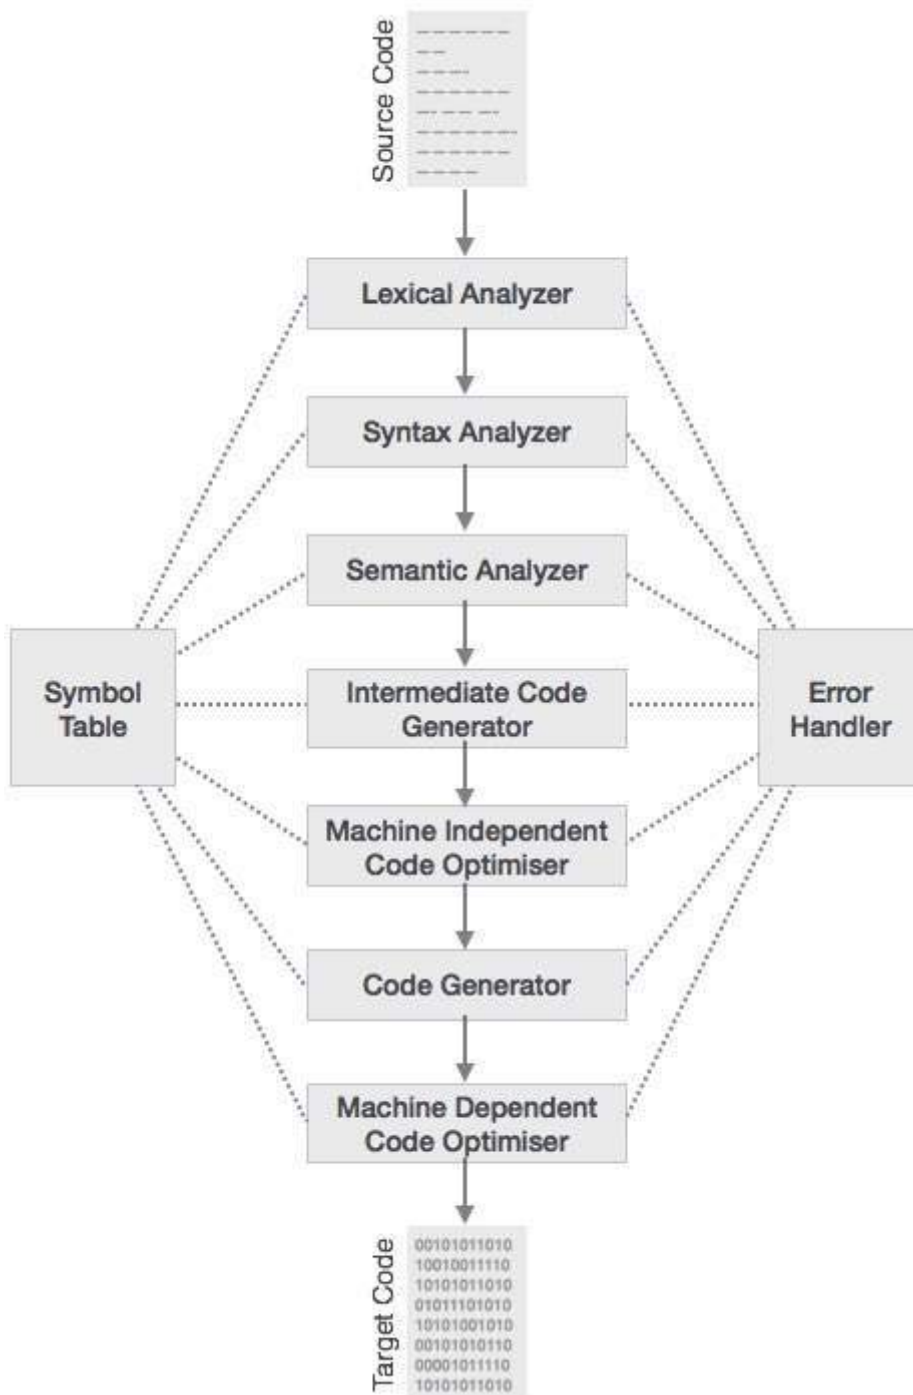 Source Code
Lexical Analyzer
Syntax Analyzer
Semantic Analyzer
Symbol
Table
Intermediate Code
Generator
Error
Handler
Machine Independent
Code Optimiser
Code Generator
Machine Dependent
Code Optimiser
Target Code
00101011010
10010011110
10101011010
01011101010
10101001010
00101010110
00001011110
10101011010